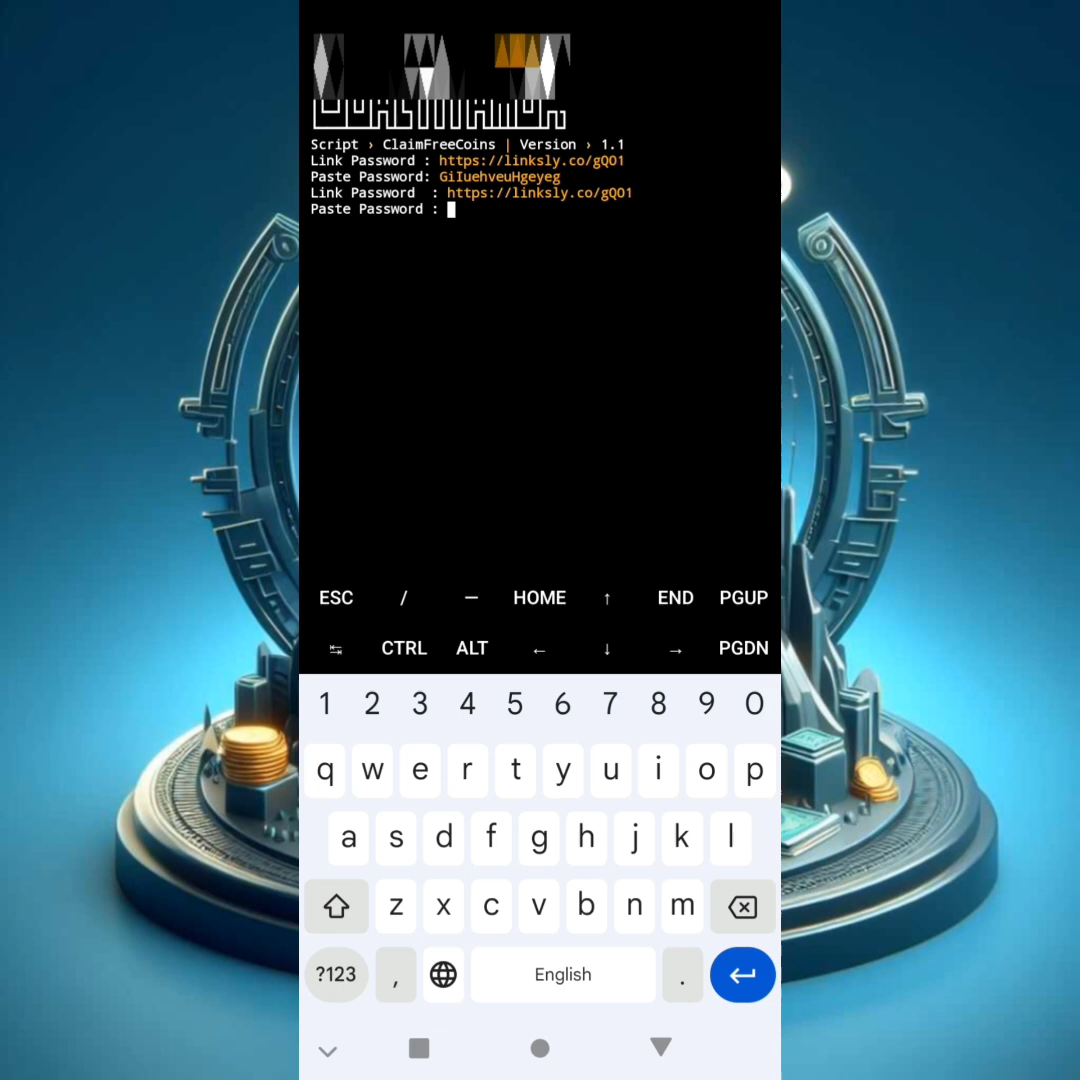 Script › ClaimFreeCoins | Version › 1.1
Link Password : https://linksly.co/gQO1
Paste Password: GiIuehveuHgeyeg
Link Password  : https://linksly.co/gQO1
Paste Password :
ESC / — HOME ↑ END PGUP
↹ CTRL ALT ← ↓ → PGDN
1 2 3 4 5 6 7 8 9 0
q w e r t y u i o p
a s d f g h j k l
z x c v b n m
?123 , English .